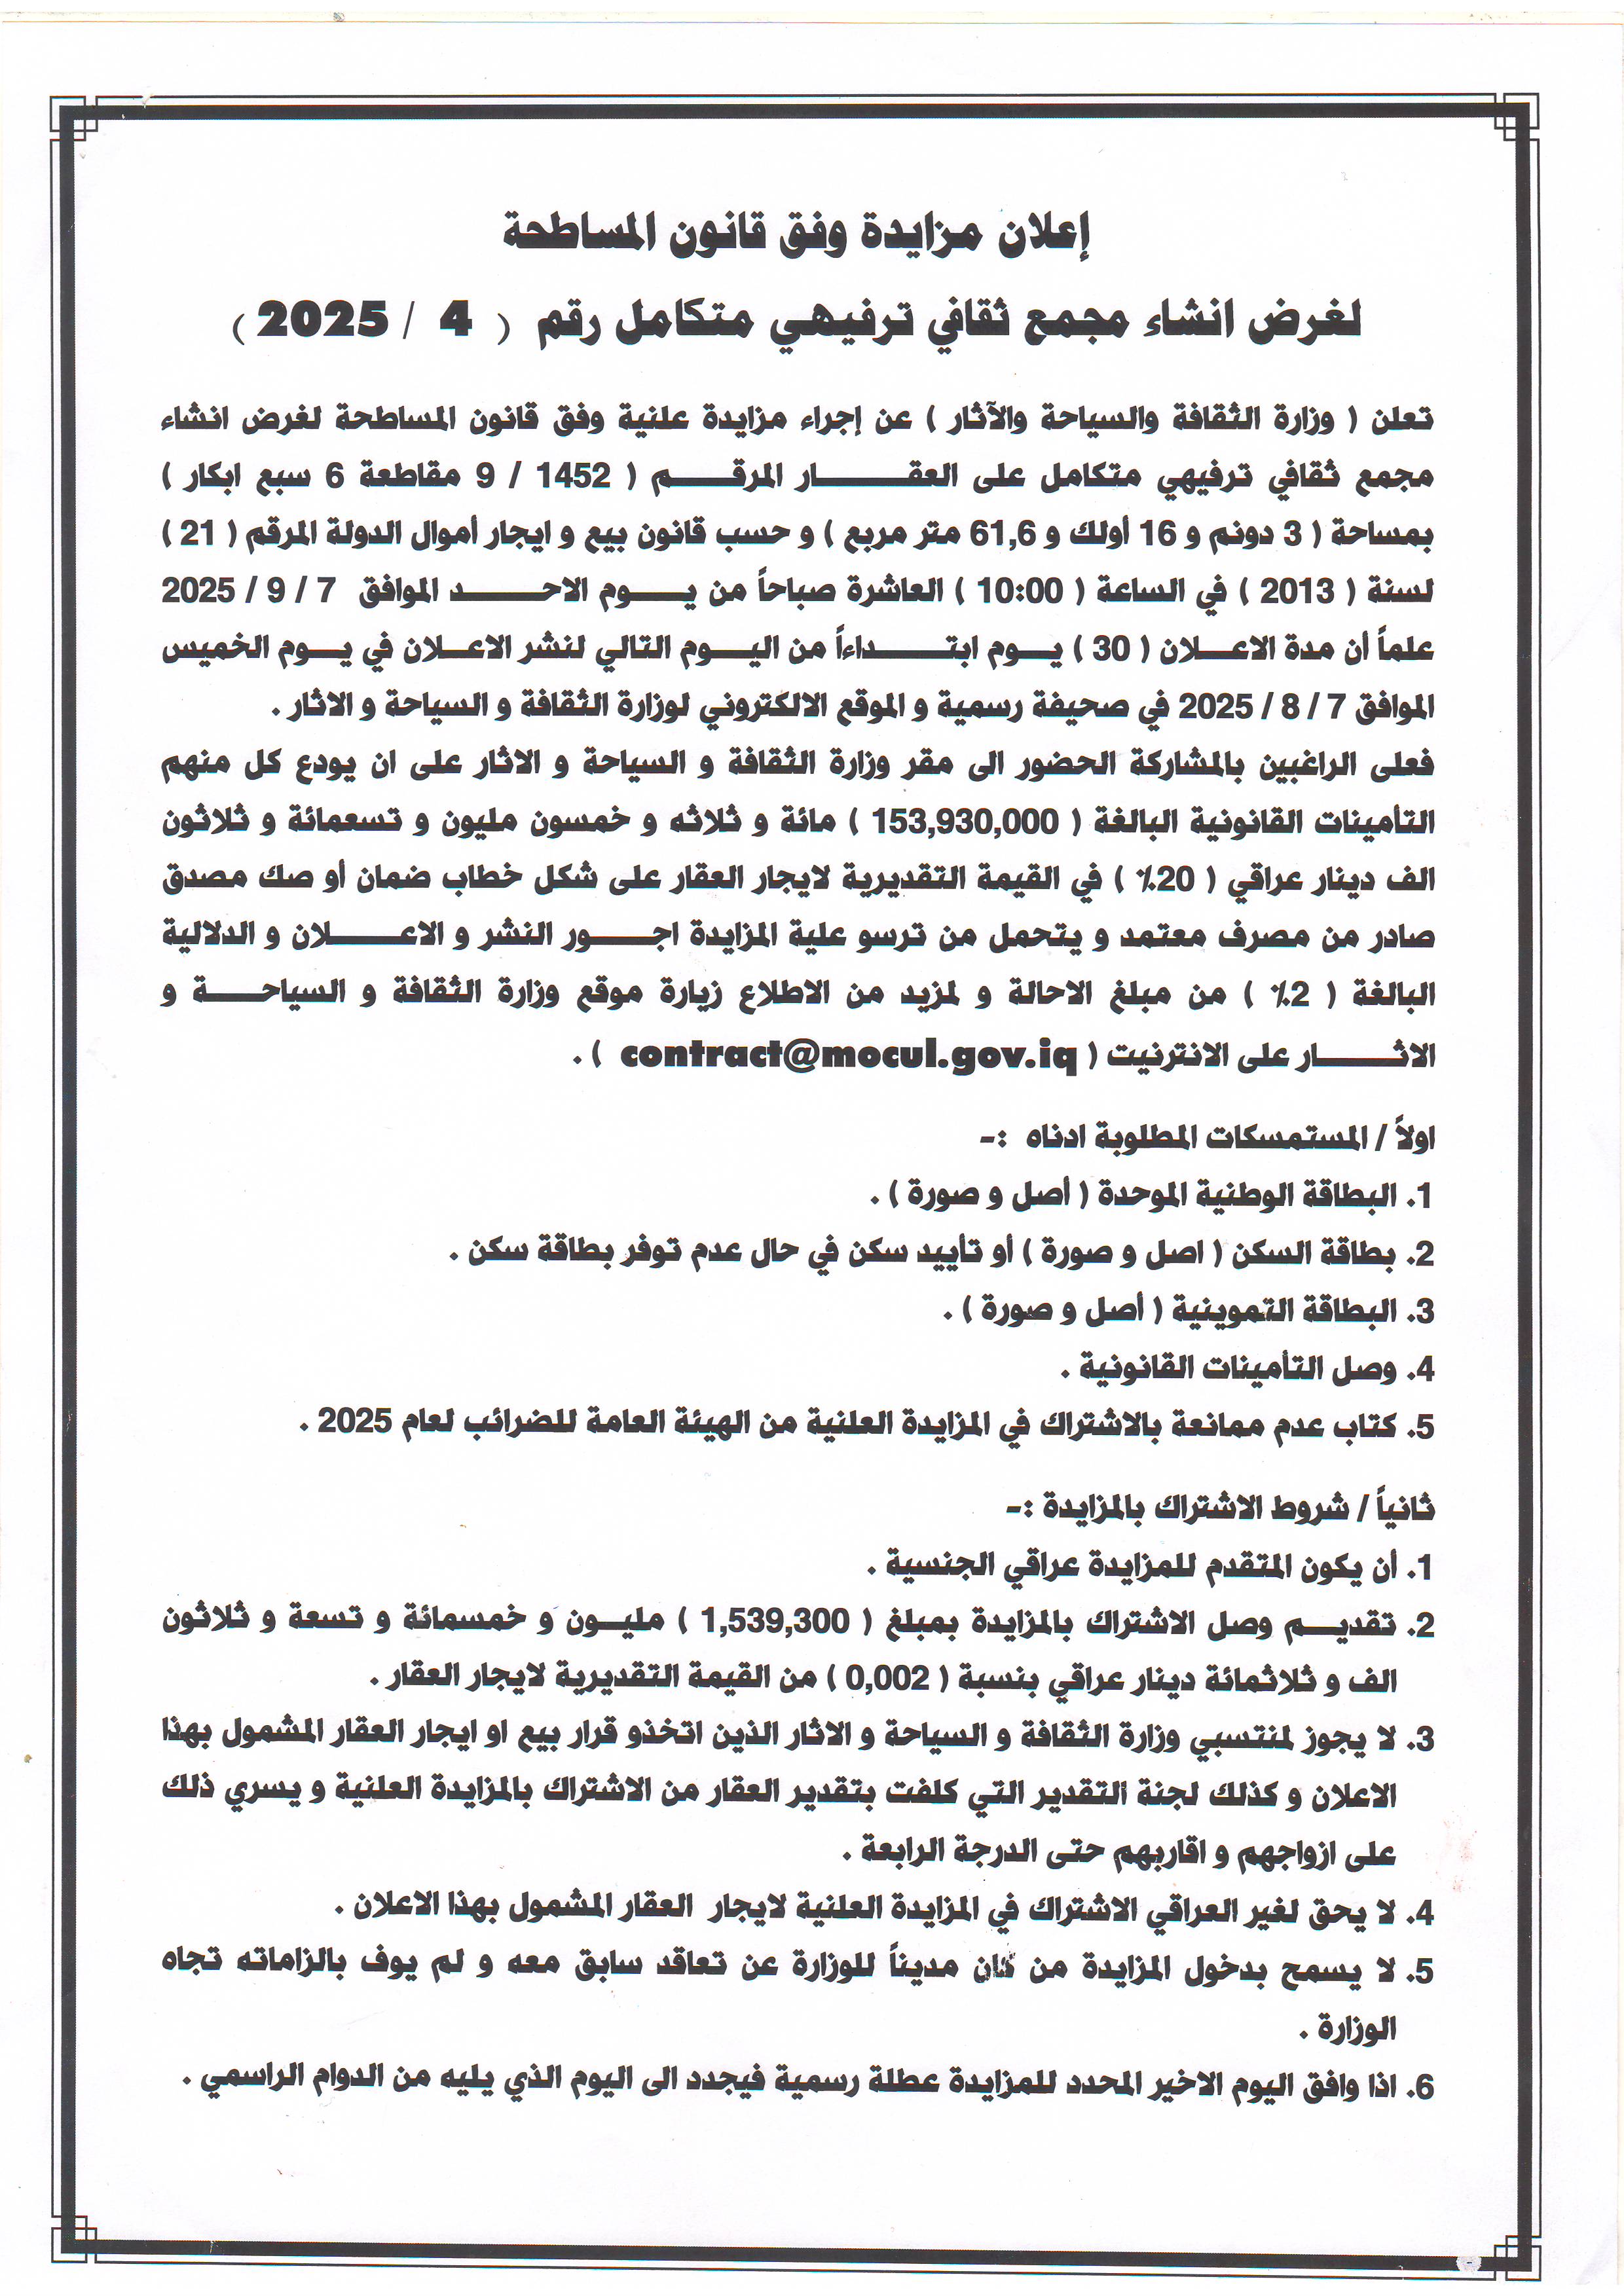 إعلان مزايدة وفق قانون المساطحة
لغرض انشاء مجمع ثقافي ترفيهي متكامل رقم ( 4 / 2025 )
تعلن ( وزارة الثقافة والسياحة والآثار ) عن إجراء مزايدة علنية وفق قانون المساطحة لغرض انشاء
مجمع ثقافي ترفيهي متكامل على العقـــــــــار المرقـــــــم ( 1452 / 9 مقاطعة 6 سبع ابكار )
بمساحة ( 3 دونم و 16 أولك و 61,6 متر مربع ) و حسب قانون بيع و ايجار أموال الدولة المرقم ( 21 )
لسنة ( 2013 ) في الساعة ( 10:00 ) العاشرة صباحاً من يـــــوم الاحـــــــد الموافق 7 / 9 / 2025
علماً أن مدة الاعـــلان ( 30 ) يـــوم ابتـــــــداءاً من اليـــوم التالي لنشر الاعـــلان في يـــوم الخميس
الموافق 7 / 8 / 2025 في صحيفة رسمية و الموقع الالكتروني لوزارة الثقافة و السياحة و الاثار .
فعلى الراغبين بالمشاركة الحضور الى مقر وزارة الثقافة و السياحة و الاثار على ان يودع كل منهم
التأمينات القانونية البالغة ( 153,930,000 ) مائة و ثلاثه و خمسون مليون و تسعمائة و ثلاثون
الف دينار عراقي ( 20٪ ) في القيمة التقديرية لايجار العقار على شكل خطاب ضمان أو صك مصدق
صادر من مصرف معتمد و يتحمل من ترسو علية المزايدة اجـــــور النشر و الاعـــــــلان و الدلالية
البالغة ( 2٪ ) من مبلغ الاحالة و لمزيد من الاطلاع زيارة موقع وزارة الثقافة و السياحـــــة و
الاثـــــــار على الانترنيت ( contract@mocul.gov.iq ) .
اولاً / المستمسكات المطلوبة ادناه :-
1. البطاقة الوطنية الموحدة ( أصل و صورة ) .
2. بطاقة السكن ( اصل و صورة ) أو تأييد سكن في حال عدم توفر بطاقة سكن .
3. البطاقة التموينية ( أصل و صورة ) .
4. وصل التأمينات القانونية .
5. كتاب عدم ممانعة بالاشتراك في المزايدة العلنية من الهيئة العامة للضرائب لعام 2025 .
ثانياً / شروط الاشتراك بالمزايدة :-
1. أن يكون المتقدم للمزايدة عراقي الجنسية .
2. تقديـــم وصل الاشتراك بالمزايدة بمبلغ ( 1,539,300 ) مليـــون و خمسمائة و تسعة و ثلاثون
الف و ثلاثمائة دينار عراقي بنسبة ( 0,002 ) من القيمة التقديرية لايجار العقار .
3. لا يجوز لمنتسبي وزارة الثقافة و السياحة و الاثار الذين اتخذو قرار بيع او ايجار العقار المشمول بهذا
الاعلان و كذلك لجنة التقدير التي كلفت بتقدير العقار من الاشتراك بالمزايدة العلنية و يسري ذلك
على ازواجهم و اقاربهم حتى الدرجة الرابعة .
4. لا يحق لغير العراقي الاشتراك في المزايدة العلنية لايجار العقار المشمول بهذا الاعلان .
5. لا يسمح بدخول المزايدة من كان مديناً للوزارة عن تعاقد سابق معه و لم يوف بالزاماته تجاه
الوزارة .
6. اذا وافق اليوم الاخير المحدد للمزايدة عطلة رسمية فيجدد الى اليوم الذي يليه من الدوام الراسمي .